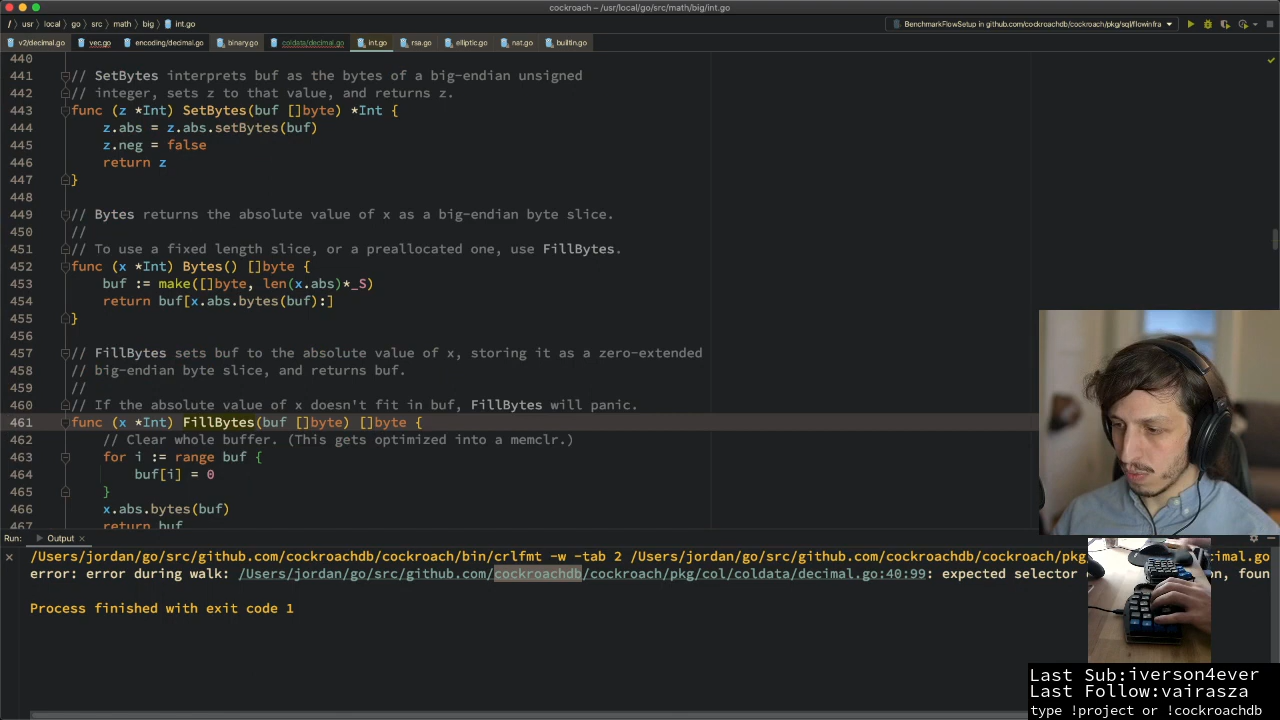 cockroach – /usr/local/go/src/math/big/int.go
/ usr local go src math big int.go
BenchmarkFlowSetup in github.com/cockroachdb/cockroach/pkg/sql/flowinfra
v2/decimal.go vec.go encoding/decimal.go binary.go coldata/decimal.go int.go rsa.go elliptic.go nat.go builtin.go
440
441 // SetBytes interprets buf as the bytes of a big-endian unsigned
442 // integer, sets z to that value, and returns z.
443 func (z *Int) SetBytes(buf []byte) *Int {
444 z.abs = z.abs.setBytes(buf)
445 z.neg = false
446 return z
447 }
448
449 // Bytes returns the absolute value of x as a big-endian byte slice.
450 //
451 // To use a fixed length slice, or a preallocated one, use FillBytes.
452 func (x *Int) Bytes() []byte {
453 buf := make([]byte, len(x.abs)*_S)
454 return buf[x.abs.bytes(buf):]
455 }
456
457 // FillBytes sets buf to the absolute value of x, storing it as a zero-extended
458 // big-endian byte slice, and returns buf.
459 //
460 // If the absolute value of x doesn't fit in buf, FillBytes will panic.
461 func (x *Int) FillBytes(buf []byte) []byte {
462 // Clear whole buffer. (This gets optimized into a memclr.)
463 for i := range buf {
464 buf[i] = 0
465 }
466 x.abs.bytes(buf)
467 return buf
Run: Output
/Users/jordan/go/src/github.com/cockroachdb/cockroach/bin/crlfmt -w -tab 2 /Users/jordan/go/src/github.com/cockroachdb/cockroach/pkg
error: error during walk: /Users/jordan/go/src/github.com/cockroachdb/cockroach/pkg/col/coldata/decimal.go:40:99: expected selector
Process finished with exit code 1
Last Sub:iverson4ever
Last Follow:vairasza
type !project or !cockroachdb